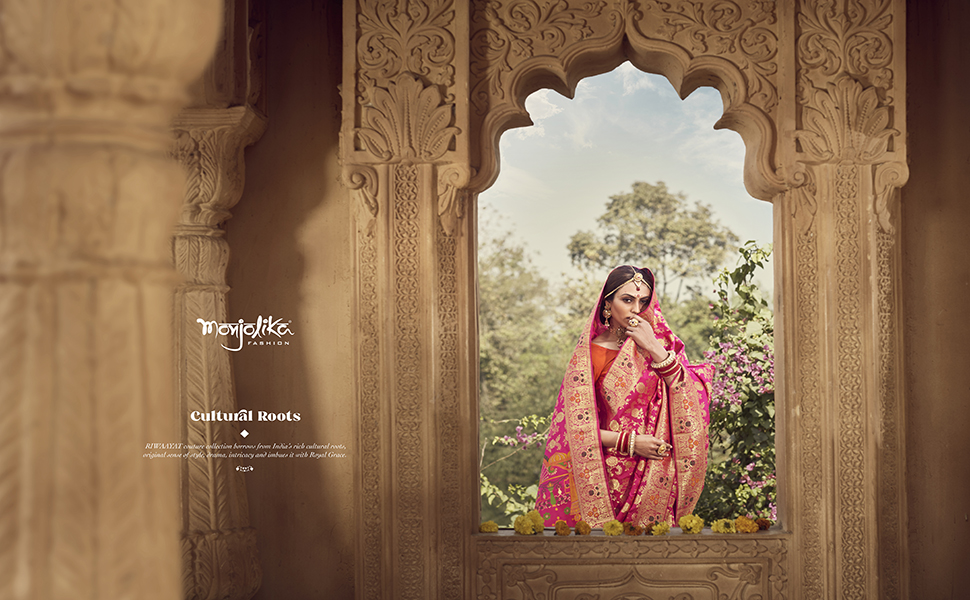 Monjolika
FASHION
Cultural Roots
RIWAAYAT couture collection borrows from India's rich cultural roots,
original sense of style, drama, intricacy and imbues it with Royal Grace.